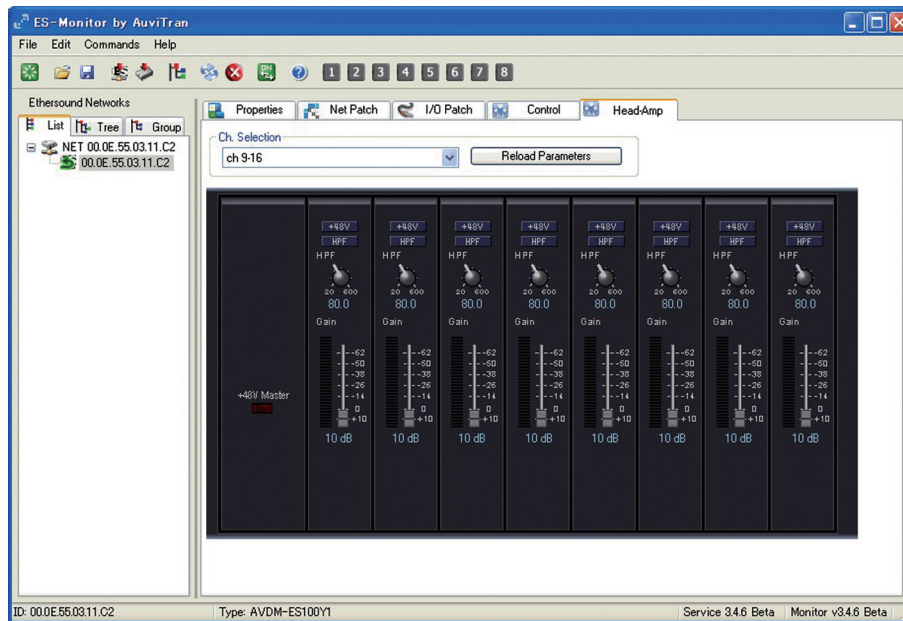 ES-Monitor by AuviTran
File Edit Commands Help
1 2 3 4 5 6 7 8
Ethersound Networks
List Tree Group
NET 00.0E.55.03.11.C2
00.0E.55.03.11.C2
Properties Net Patch I/O Patch Control Head-Amp
Ch. Selection
ch 9-16 Reload Parameters
+48V +48V +48V +48V +48V +48V +48V +48V
HPF HPF HPF HPF HPF HPF HPF HPF
HPF HPF HPF HPF HPF HPF HPF HPF
20 600 20 600 20 600 20 600 20 600 20 600 20 600 20 600
80.0 80.0 80.0 80.0 80.0 80.0 80.0 80.0
Gain Gain Gain Gain Gain Gain Gain Gain
-62 -62 -62 -62 -62 -62 -62 -62
-50 -50 -50 -50 -50 -50 -50 -50
-38 -38 -38 -38 -38 -38 -38 -38
-26 -26 -26 -26 -26 -26 -26 -26
+48V Master -14 -14 -14 -14 -14 -14 -14 -14
0 0 0 0 0 0 0 0
+10 +10 +10 +10 +10 +10 +10 +10
10 dB 10 dB 10 dB 10 dB 10 dB 10 dB 10 dB 10 dB
ID: 00.0E.55.03.11.C2 Type: AVDM-ES100Y1 Service 3.4.6 Beta Monitor v3.4.6 Beta